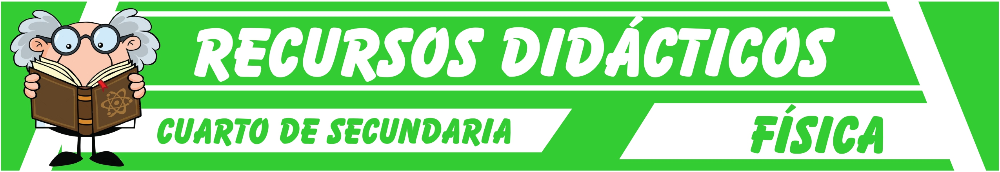 RECURSOS DIDÁCTICOS
CUARTO DE SECUNDARIA
FÍSICA